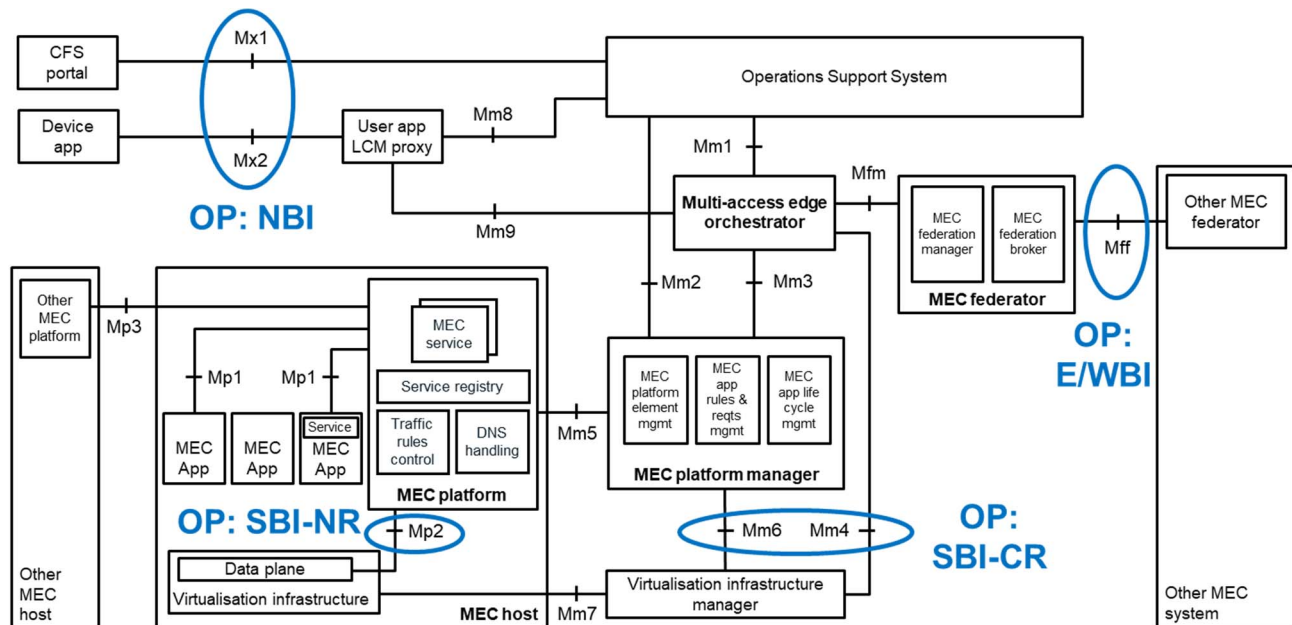 Mx1
CFS
portal
Operations Support System
Device
app
Mx2
User app
LCM proxy
Mm8
Mm1
OP: NBI
Mm9
Multi-access edge
orchestrator
Mfm
MEC
federation
manager
MEC
federation
broker
MEC federator
Mff
Other MEC
federator
OP:
E/WBI
Mm2
Mm3
Other
MEC
platform
Mp3
MEC
service
Mp1
Mp1
Service registry
Traffic
rules
control
DNS
handling
MEC platform
MEC
App
MEC
App
Service
MEC
App
Mm5
MEC
platform
element
mgmt
MEC
app
rules &
reqts
mgmt
MEC
app life
cycle
mgmt
MEC platform manager
OP: SBI-NR
Mp2
Mm6
Mm4
OP:
SBI-CR
Data plane
Virtualisation infrastructure
MEC host
Mm7
Virtualisation infrastructure
manager
Other
MEC
host
Other MEC
system